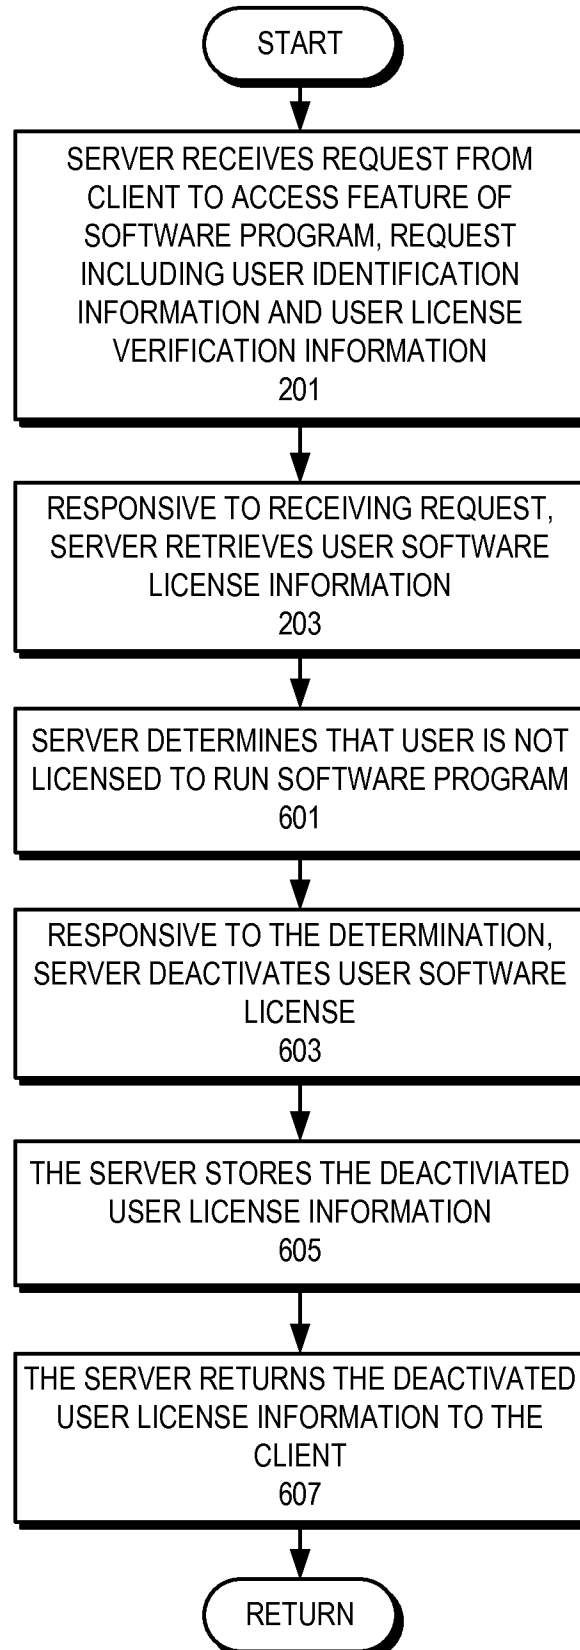 START
SERVER RECEIVES REQUEST FROM
CLIENT TO ACCESS FEATURE OF
SOFTWARE PROGRAM, REQUEST
INCLUDING USER IDENTIFICATION
INFORMATION AND USER LICENSE
VERIFICATION INFORMATION
201
RESPONSIVE TO RECEIVING REQUEST,
SERVER RETRIEVES USER SOFTWARE
LICENSE INFORMATION
203
SERVER DETERMINES THAT USER IS NOT
LICENSED TO RUN SOFTWARE PROGRAM
601
RESPONSIVE TO THE DETERMINATION,
SERVER DEACTIVATES USER SOFTWARE
LICENSE
603
THE SERVER STORES THE DEACTIVIATED
USER LICENSE INFORMATION
605
THE SERVER RETURNS THE DEACTIVATED
USER LICENSE INFORMATION TO THE
CLIENT
607
RETURN